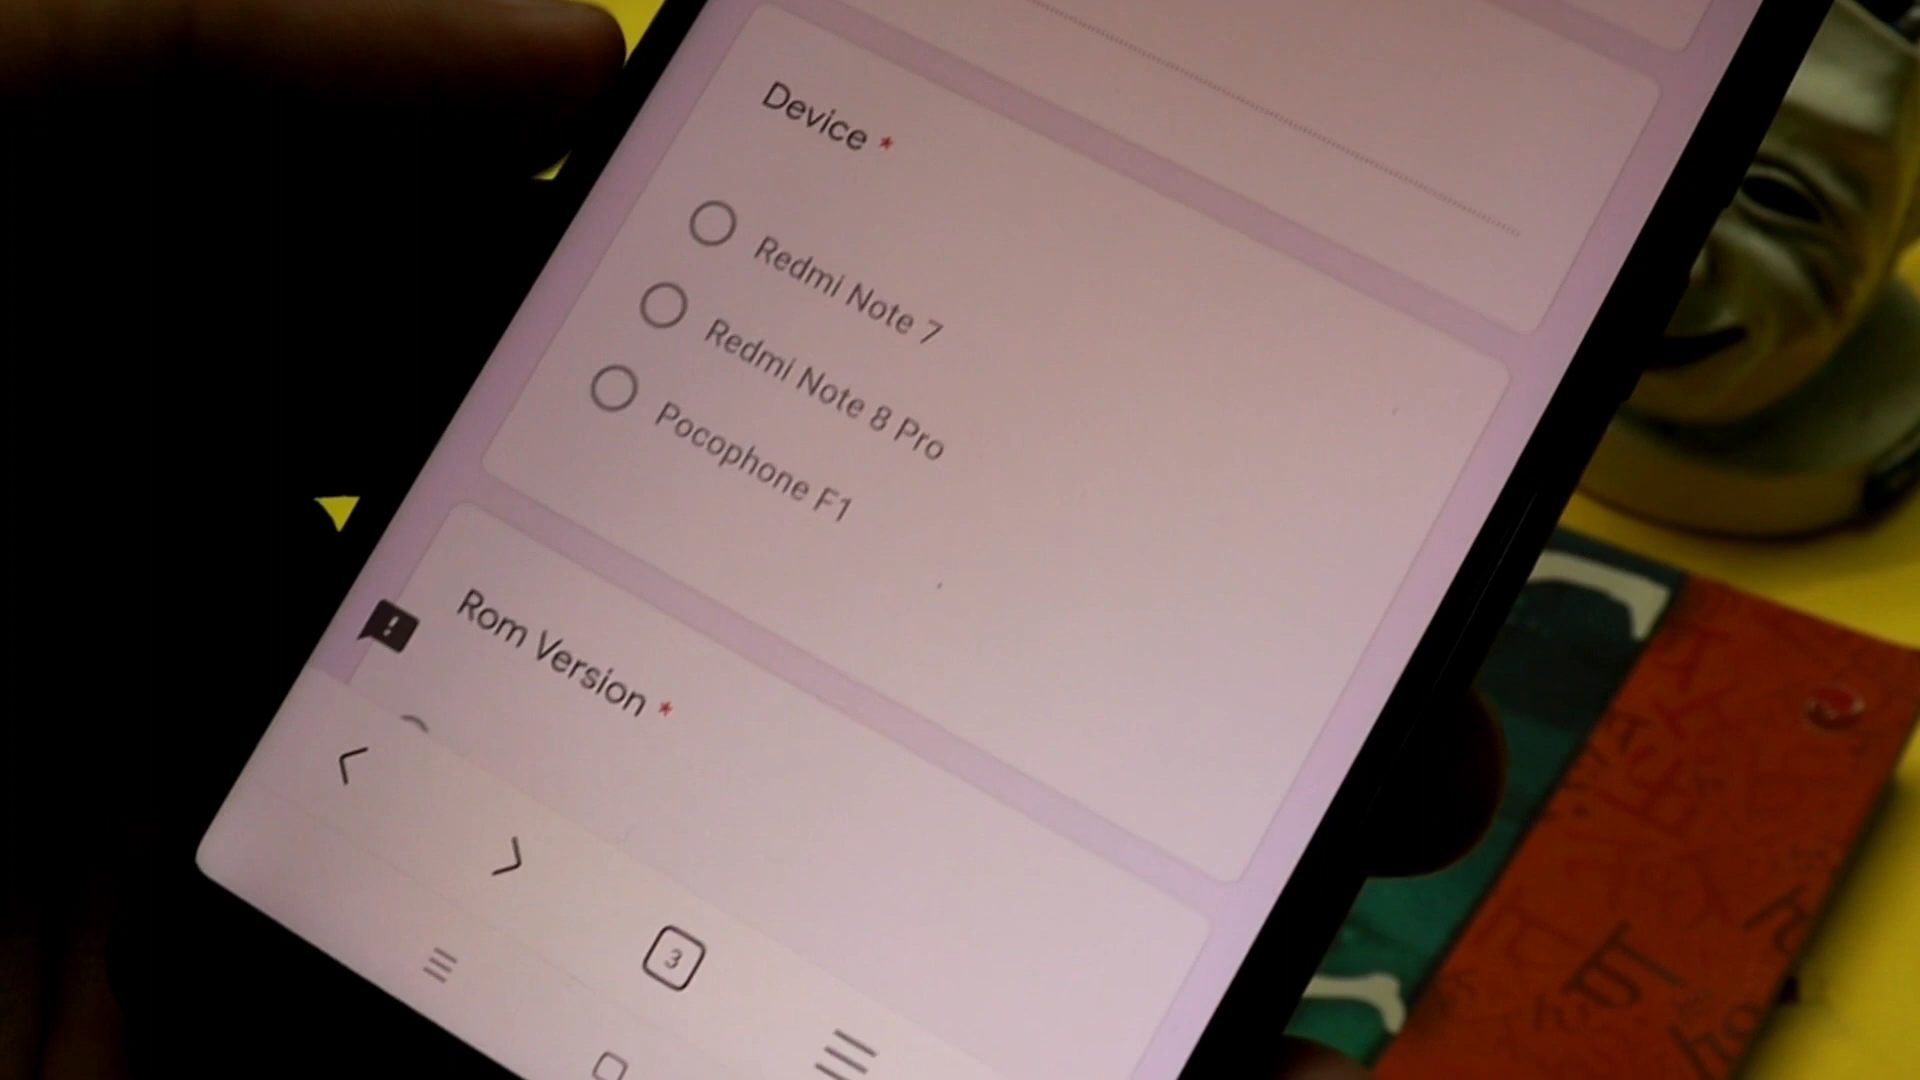 Device *
Redmi Note 7
Redmi Note 8 Pro
Pocophone F1
Rom Version *
3